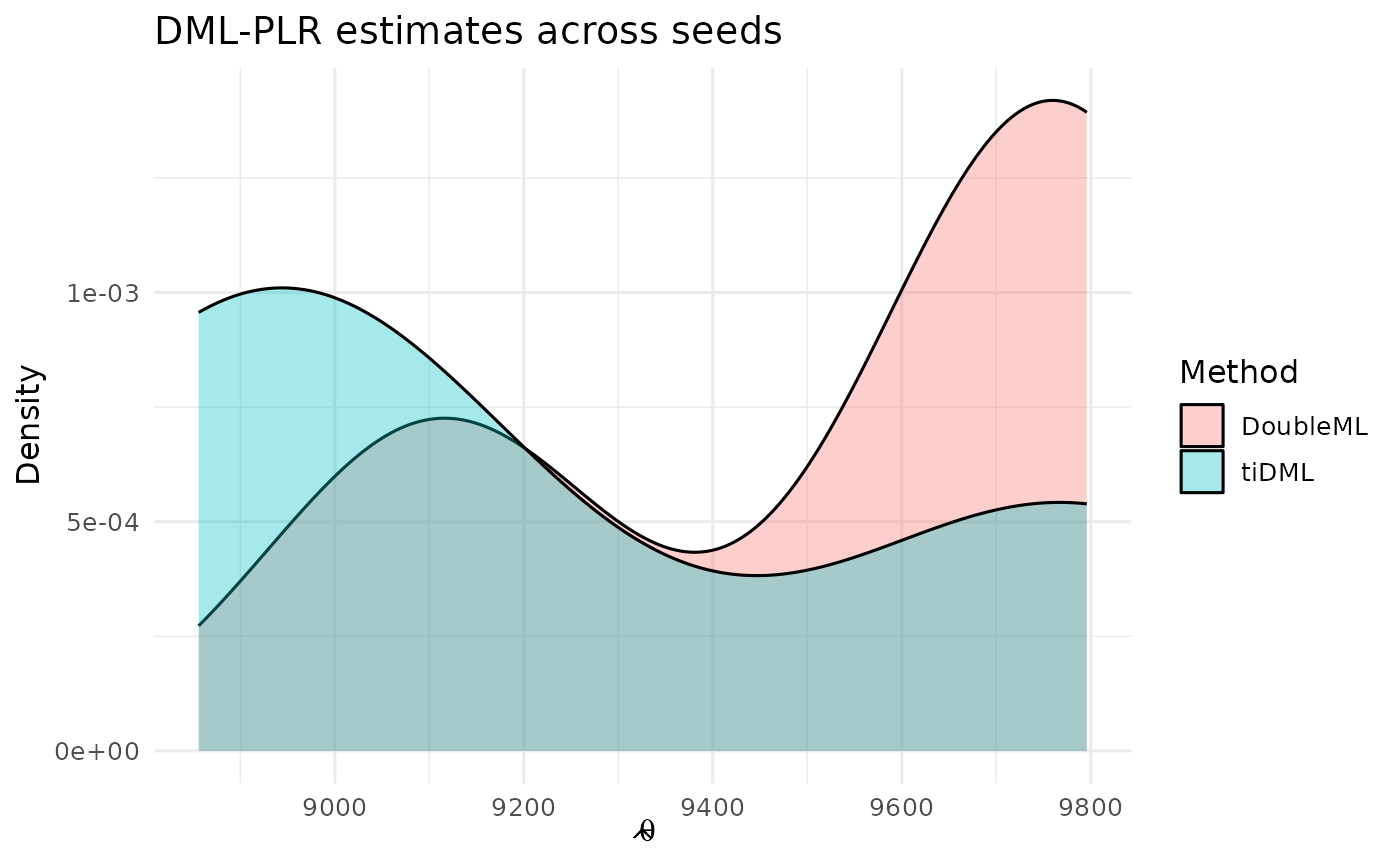 DML-PLR estimates across seeds
Density
1e-03
5e-04
0e+00
9000 9200 9400 9600 9800
θ̂
Method
DoubleML
tiDML